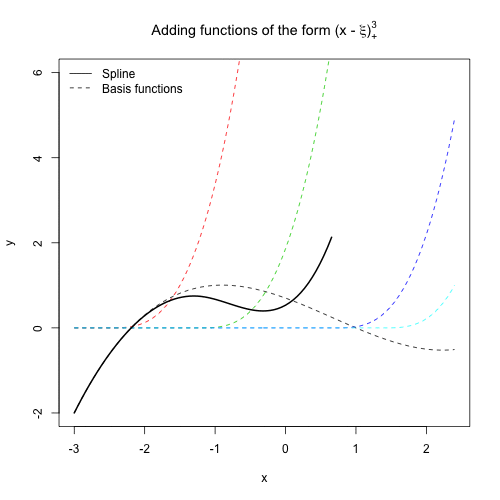 Adding functions of the form (x - ξ)³₊
Spline
Basis functions
y
6
4
2
0
-2
-3 -2 -1 0 1 2
x